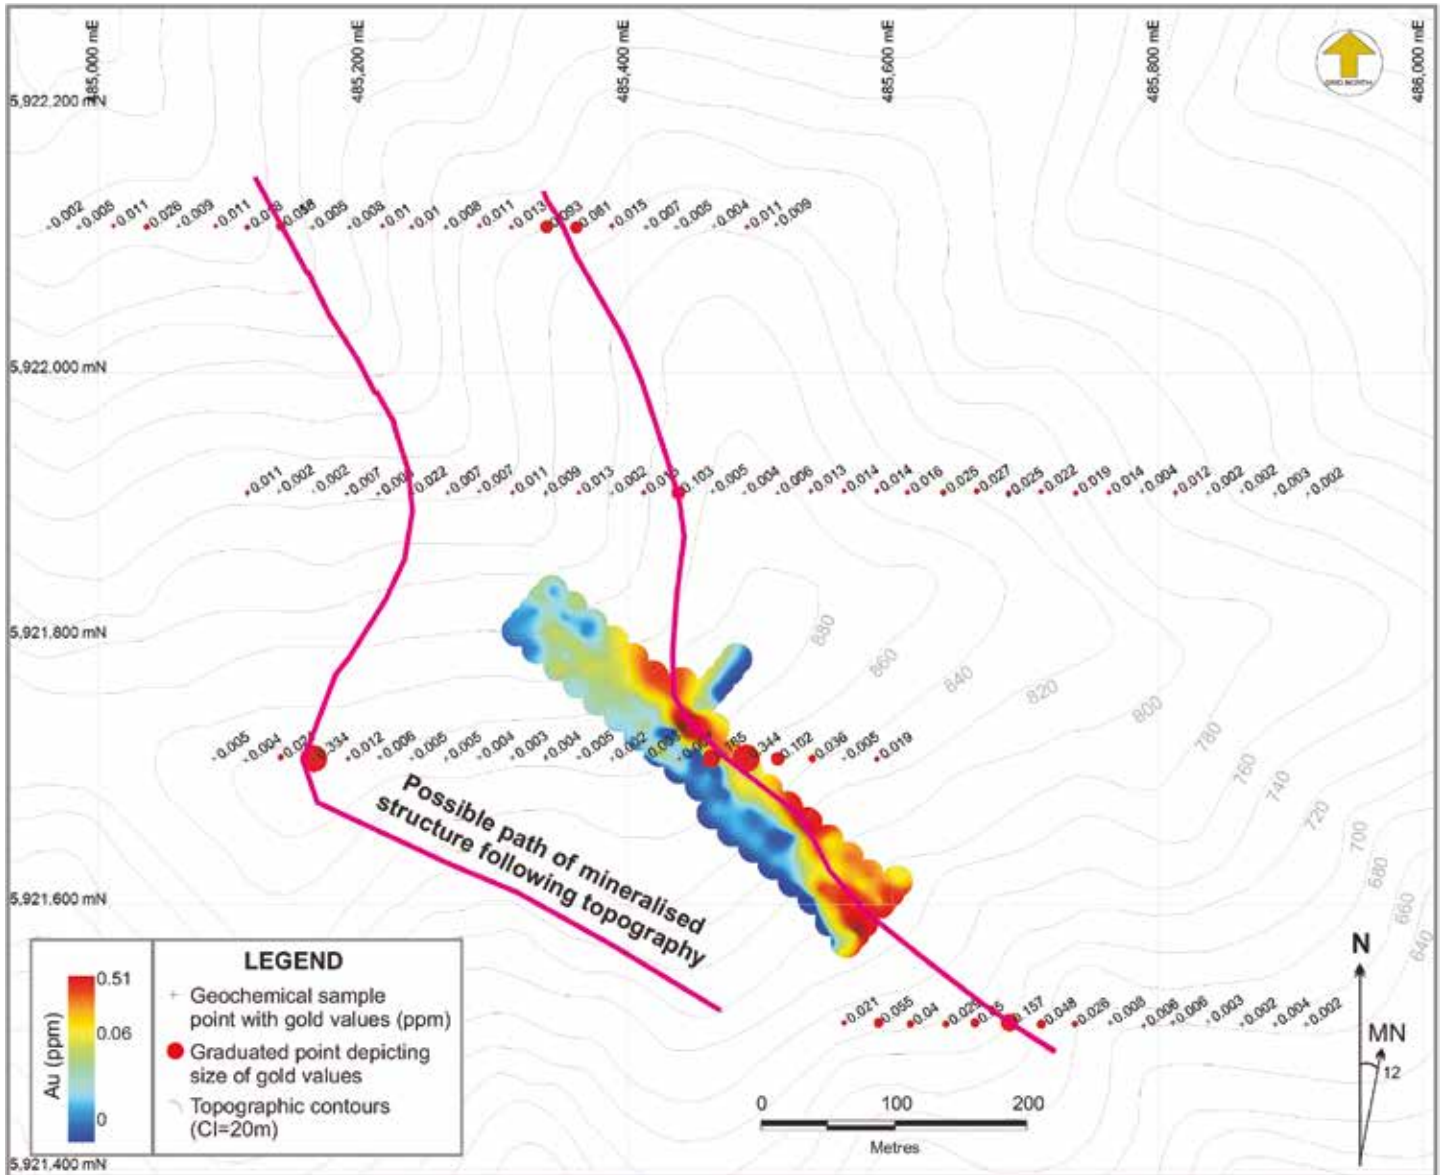 485,000 mE
485,200 mE
485,400 mE
485,600 mE
485,800 mE
486,000 mE
GRID NORTH
5,922,200 mN
0.002 0.005 0.011 0.026 0.009 0.011 0.005 0.008 0.01 0.01 0.008 0.011 0.013 0.093 0.081 0.015 0.007 0.005 0.004 0.011 0.009
5,922,000 mN
0.011 0.002 0.002 0.007 0.022 0.007 0.007 0.011 0.009 0.013 0.002 0.103 0.005 0.004 0.006 0.013 0.014 0.014 0.016 0.025 0.027 0.025 0.022 0.019 0.014 0.004 0.012 0.002 0.002 0.003 0.002
5,921,800 mN
880
860
840
820
800
780
760
740
720
700
680
660
640
0.005 0.004 0.334 0.012 0.006 0.005 0.005 0.004 0.003 0.004 0.005 0.002 0.344 0.102 0.036 0.005 0.019
Possible path of mineralised
structure following topography
5,921,600 mN
0.021 0.055 0.04 0.029 0.157 0.048 0.026 0.008 0.006 0.006 0.003 0.002 0.004 0.002
LEGEND
Au (ppm)
0.51
0.06
0
Geochemical sample
point with gold values (ppm)
Graduated point depicting
size of gold values
Topographic contours
(CI=20m)
0 100 200
Metres
N
MN
12
5,921,400 mN